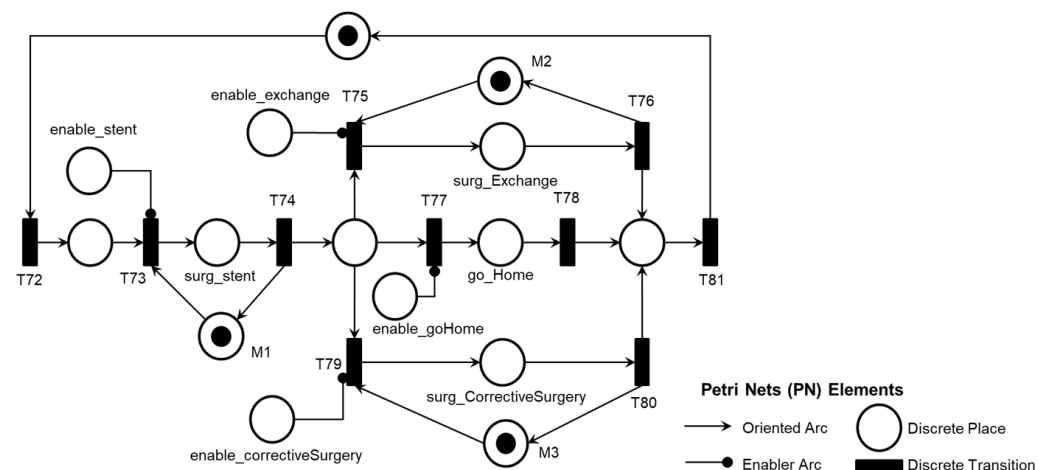 M2
enable_exchange
T75
T76
enable_stent
surg_Exchange
T74
T77
T78
T72
T73
surg_stent
go_Home
T81
enable_goHome
M1
T79
surg_CorrectiveSurgery
T80
enable_correctiveSurgery
M3
Petri Nets (PN) Elements
Oriented Arc
Discrete Place
Enabler Arc
Discrete Transition